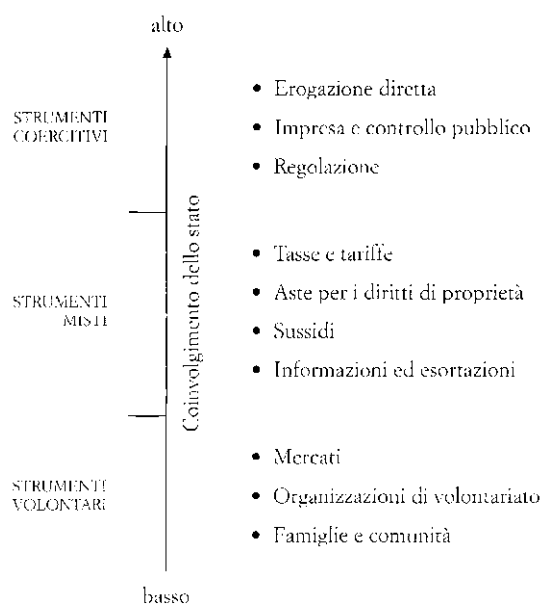 alto
STRUMENTI
COERCITIVI
• Erogazione diretta
• Impresa e controllo pubblico
• Regolazione
Coinvolgimento dello stato
STRUMENTI
MISTI
• Tasse e tariffe
• Aste per i diritti di proprietà
• Sussidi
• Informazioni ed esortazioni
STRUMENTI
VOLONTARI
• Mercati
• Organizzazioni di volontariato
• Famiglie e comunità
basso